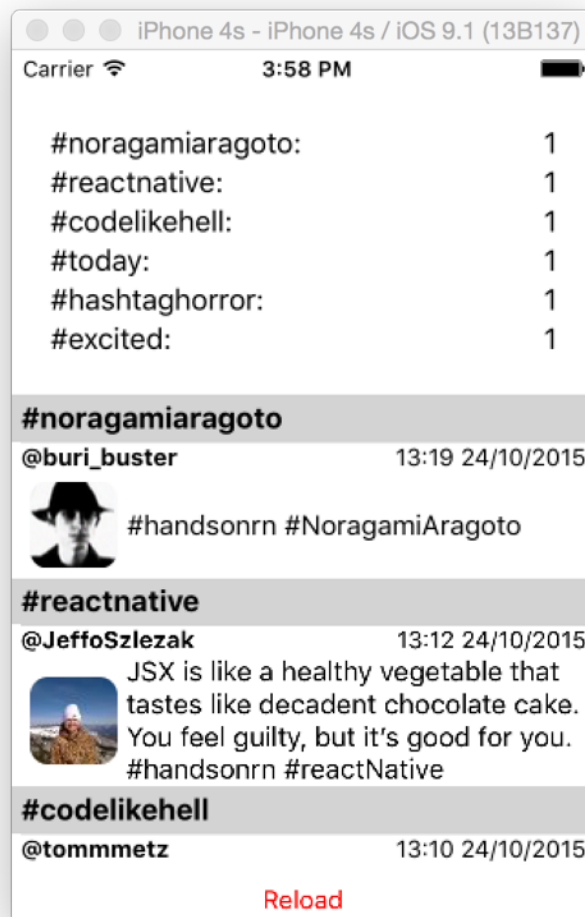 iPhone 4s - iPhone 4s / iOS 9.1 (13B137)
Carrier 3:58 PM
#noragamiaragoto: 1
#reactnative: 1
#codelikehell: 1
#today: 1
#hashtaghorror: 1
#excited: 1
#noragamiaragoto
@buri_buster 13:19 24/10/2015
#handsonrn #NoragamiAragoto
#reactnative
@JeffoSzlezak 13:12 24/10/2015
JSX is like a healthy vegetable that
tastes like decadent chocolate cake.
You feel guilty, but it’s good for you.
#handsonrn #reactNative
#codelikehell
@tommmetz 13:10 24/10/2015
Reload